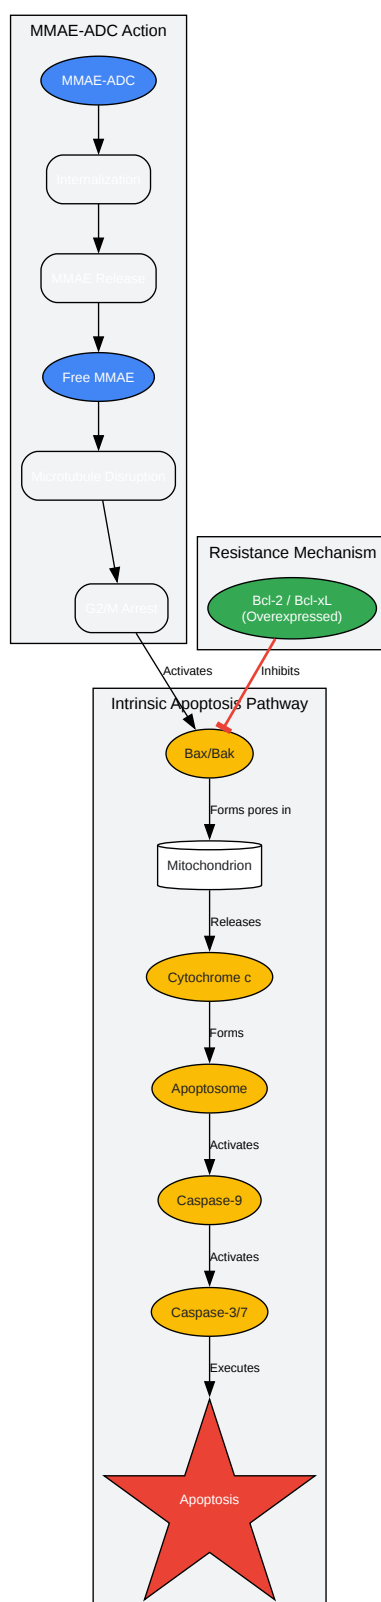 MMAE-ADC Action
MMAE-ADC
Internalization
MMAE Release
Free MMAE
Microtubule Disruption
G2/M Arrest
Resistance Mechanism
Bcl-2 / Bcl-xL
(Overexpressed)
Activates
Inhibits
Intrinsic Apoptosis Pathway
Bax/Bak
Forms pores in
Mitochondrion
Releases
Cytochrome c
Forms
Apoptosome
Activates
Caspase-9
Activates
Caspase-3/7
Executes
Apoptosis